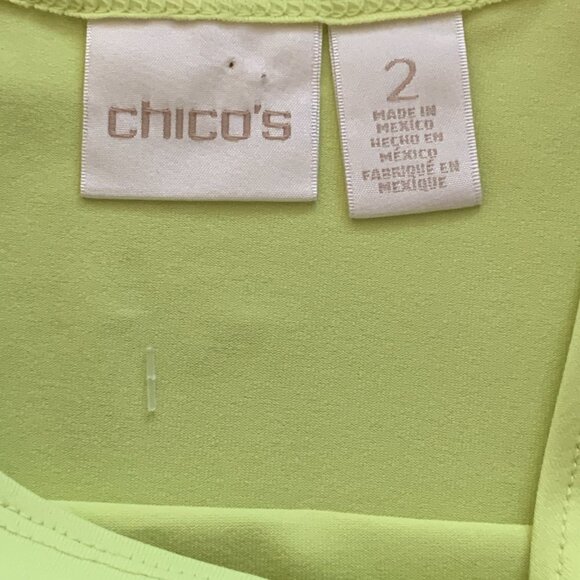 chico's
2
MADE IN
MEXICO
HECHO EN
MÉXICO
FABRIQUÉ EN
MEXIQUE